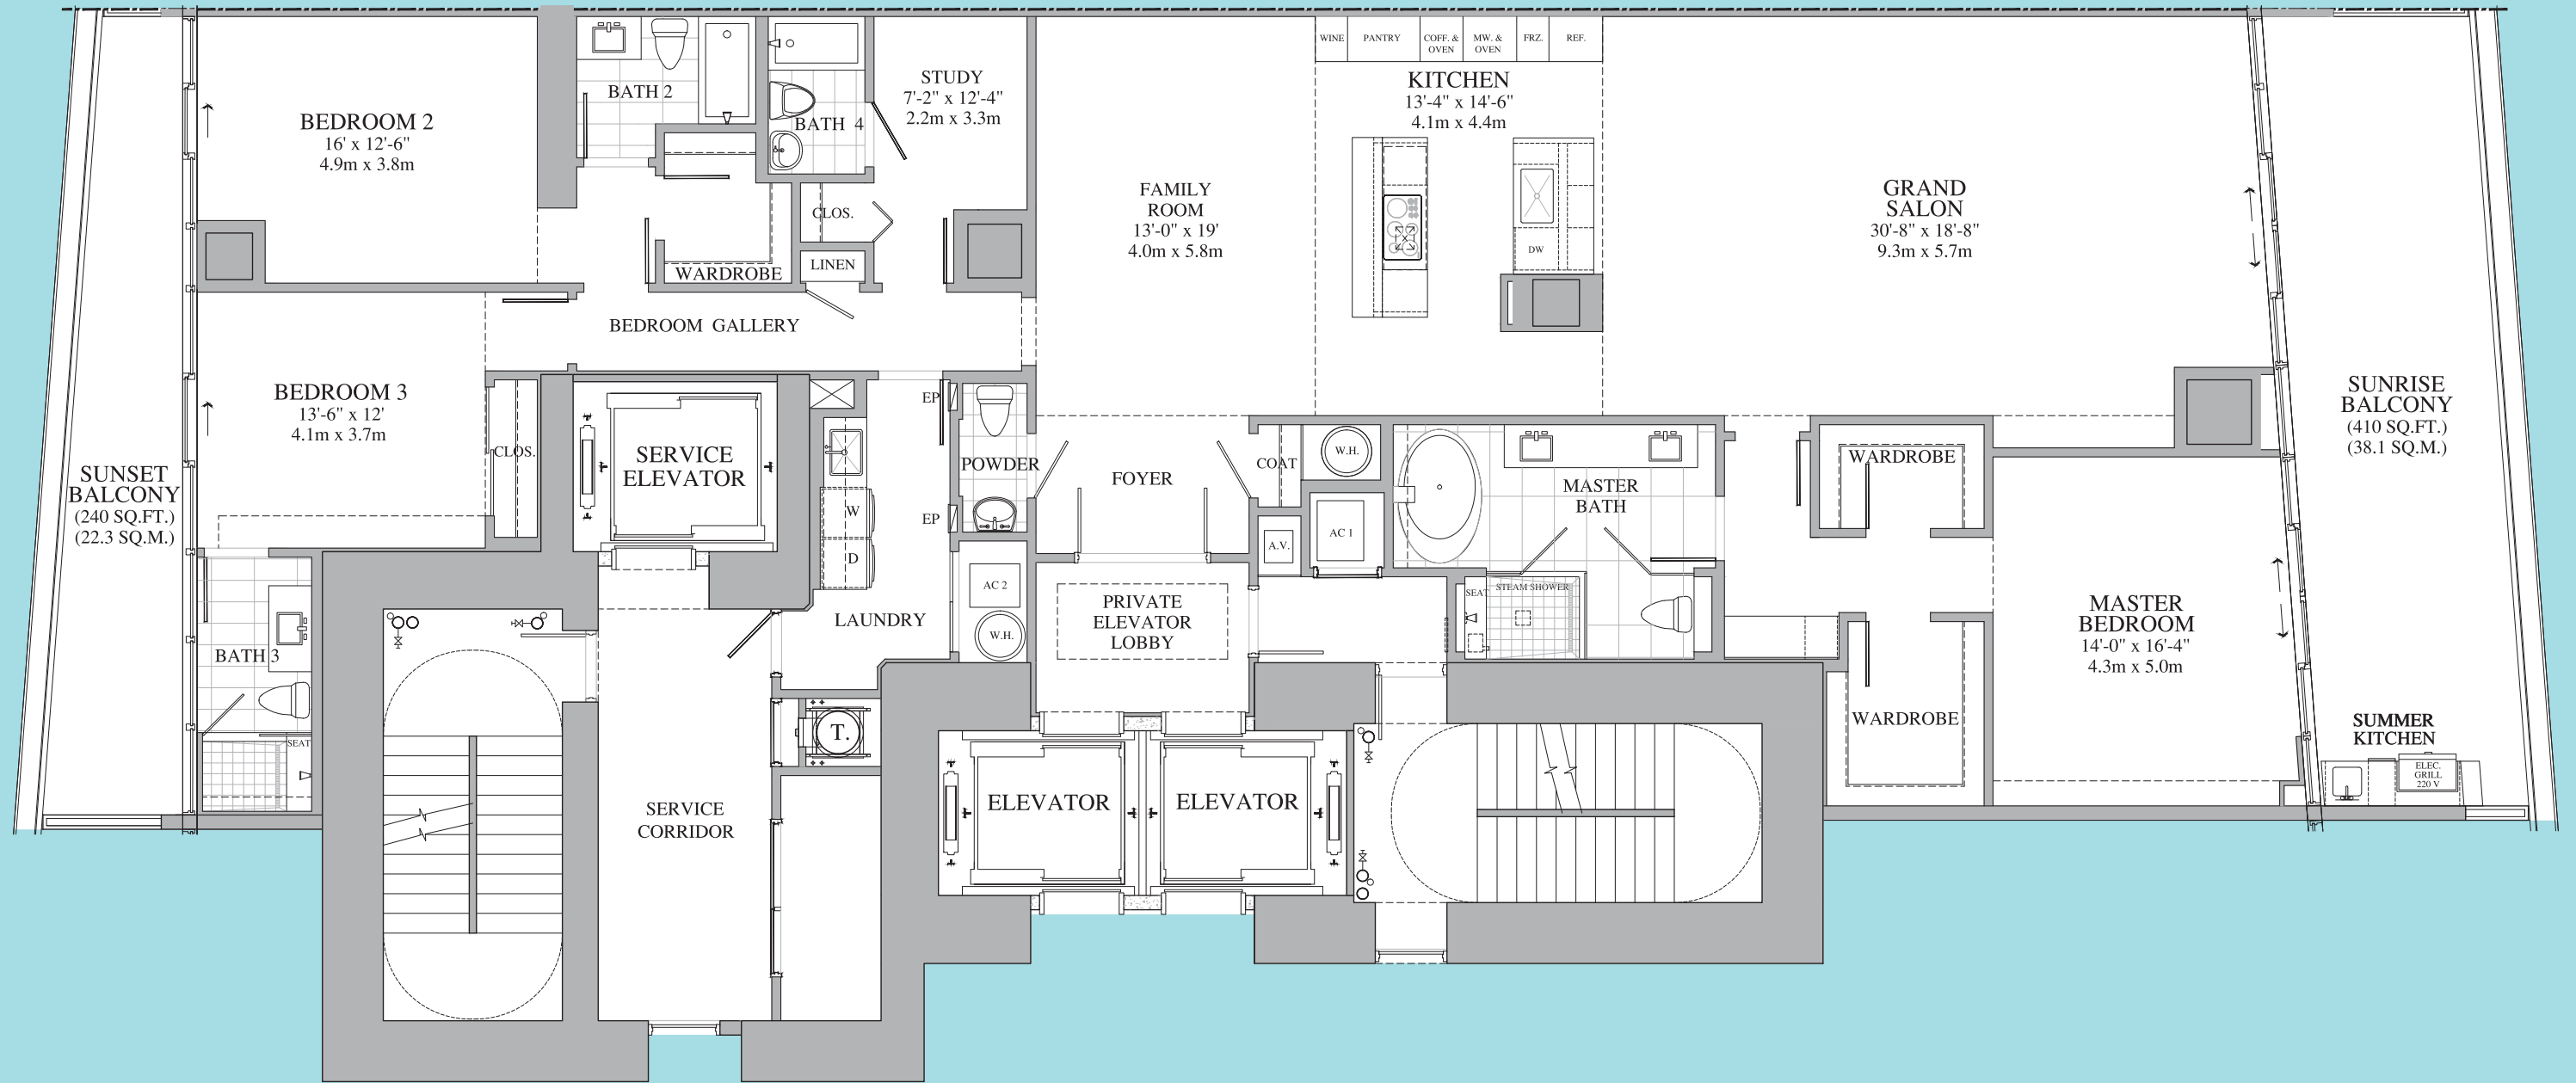 BATH 2
BATH 4
STUDY
7'-2" x 12'-4"
2.2m x 3.3m
WINE
PANTRY
COFF. &
OVEN
MW. &
OVEN
FRZ.
REF.
KITCHEN
13'-4" x 14'-6"
4.1m x 4.4m
BEDROOM 2
16' x 12'-6"
4.9m x 3.8m
CLOS.
LINEN
WARDROBE
FAMILY
ROOM
13'-0" x 19'
4.0m x 5.8m
DW
GRAND
SALON
30'-8" x 18'-8"
9.3m x 5.7m
BEDROOM GALLERY
BEDROOM 3
13'-6" x 12'
4.1m x 3.7m
CLOS.
SUNSET
BALCONY
(240 SQ.FT.)
(22.3 SQ.M.)
SERVICE
ELEVATOR
EP
EP
W
D
POWDER
FOYER
COAT
W.H.
A.V.
AC 1
MASTER
BATH
WARDROBE
SUNRISE
BALCONY
(410 SQ.FT.)
(38.1 SQ.M.)
AC 2
W.H.
LAUNDRY
PRIVATE
ELEVATOR
LOBBY
SEAT
STEAM SHOWER
MASTER
BEDROOM
14'-0" x 16'-4"
4.3m x 5.0m
BATH 3
SEAT
T.
WARDROBE
SUMMER
KITCHEN
ELEC.
GRILL
220 V
SERVICE
CORRIDOR
ELEVATOR
ELEVATOR